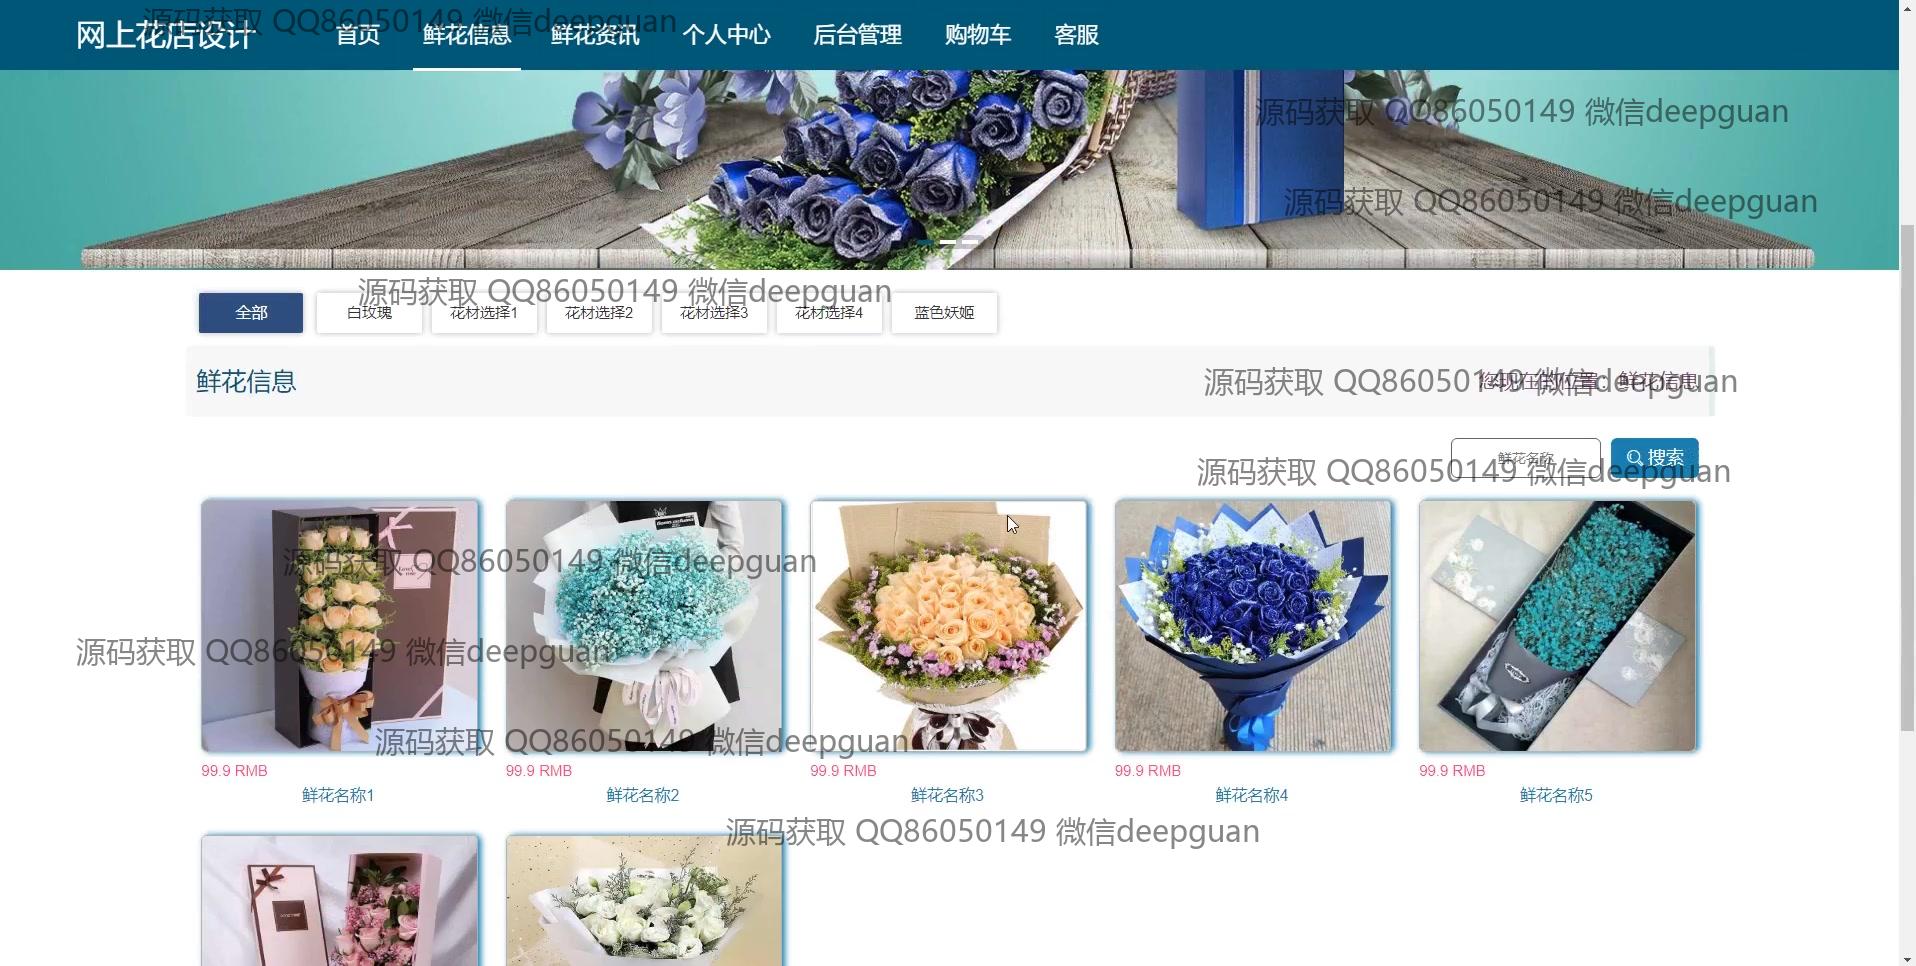 网上花店设计 首页 鲜花信息 鲜花资讯 个人中心 后台管理 购物车 客服
源码获取 QQ86050149 微信deepguan
源码获取 QQ86050149 微信deepguan
源码获取 QQ86050149 微信deepguan
源码获取 QQ86050149 微信deepguan
全部 白玫瑰 花材选择1 花材选择2 花材选择3 花材选择4 蓝色妖姬
鲜花信息 您现在的位置: 鲜花信息
源码获取 QQ86050149 微信deepguan
鲜花名称 搜索
源码获取 QQ86050149 微信deepguan
源码获取 QQ86050149 微信deepguan
源码获取 QQ86050149 微信deepguan
源码获取 QQ86050149 微信deepguan
99.9 RMB 99.9 RMB 99.9 RMB 99.9 RMB 99.9 RMB
鲜花名称1 鲜花名称2 鲜花名称3 鲜花名称4 鲜花名称5
源码获取 QQ86050149 微信deepguan